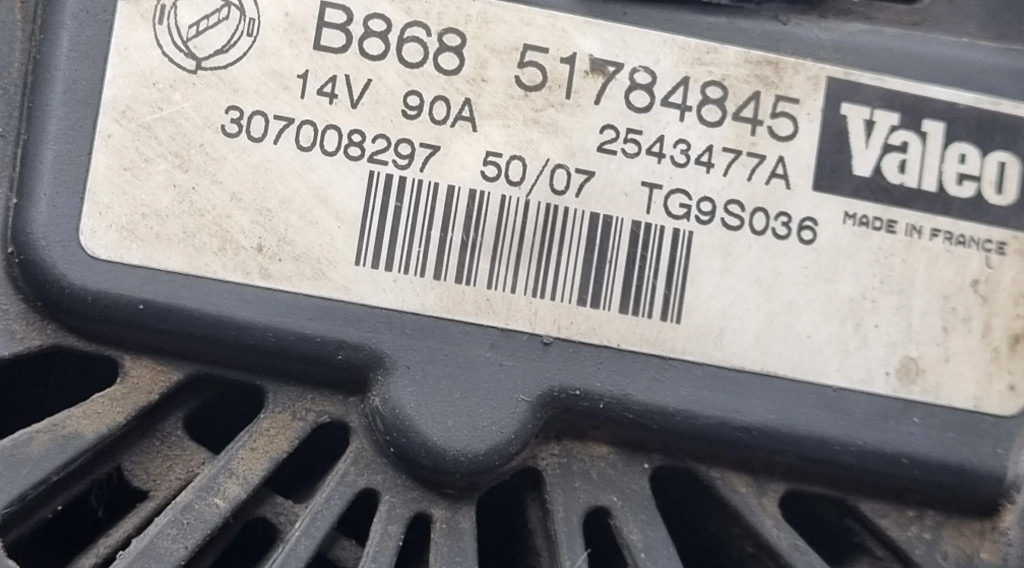 B868 51784845
14V 90A 2543477A
307008297 50/07 TG9S036
Valeo
MADE IN FRANCE